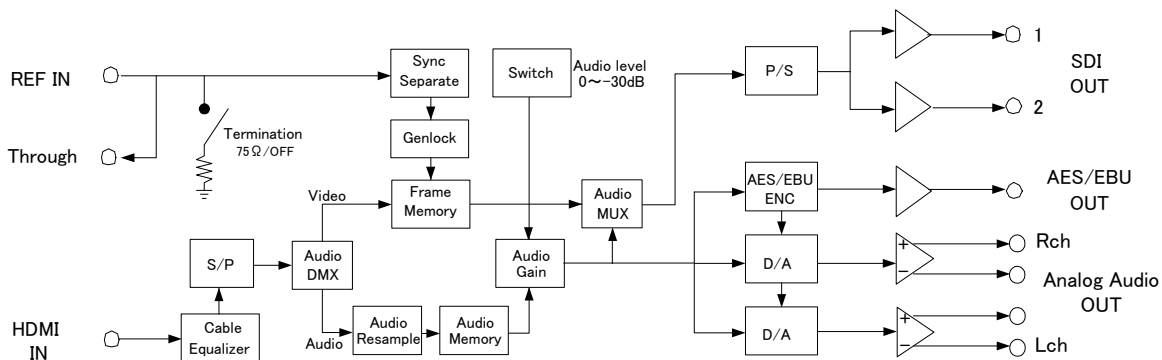 REF IN
Through
Termination
75Ω/OFF
Sync
Separate
Genlock
Frame
Memory
Switch
Audio level
0～-30dB
Video
Audio
S/P
Audio
DMX
HDMI
IN
Cable
Equalizer
Audio
Resample
Audio
Memory
Audio
Gain
Audio
MUX
P/S
1
SDI
OUT
2
AES/EBU
ENC
AES/EBU
OUT
D/A
+
−
Rch
Analog Audio
OUT
D/A
+
−
Lch